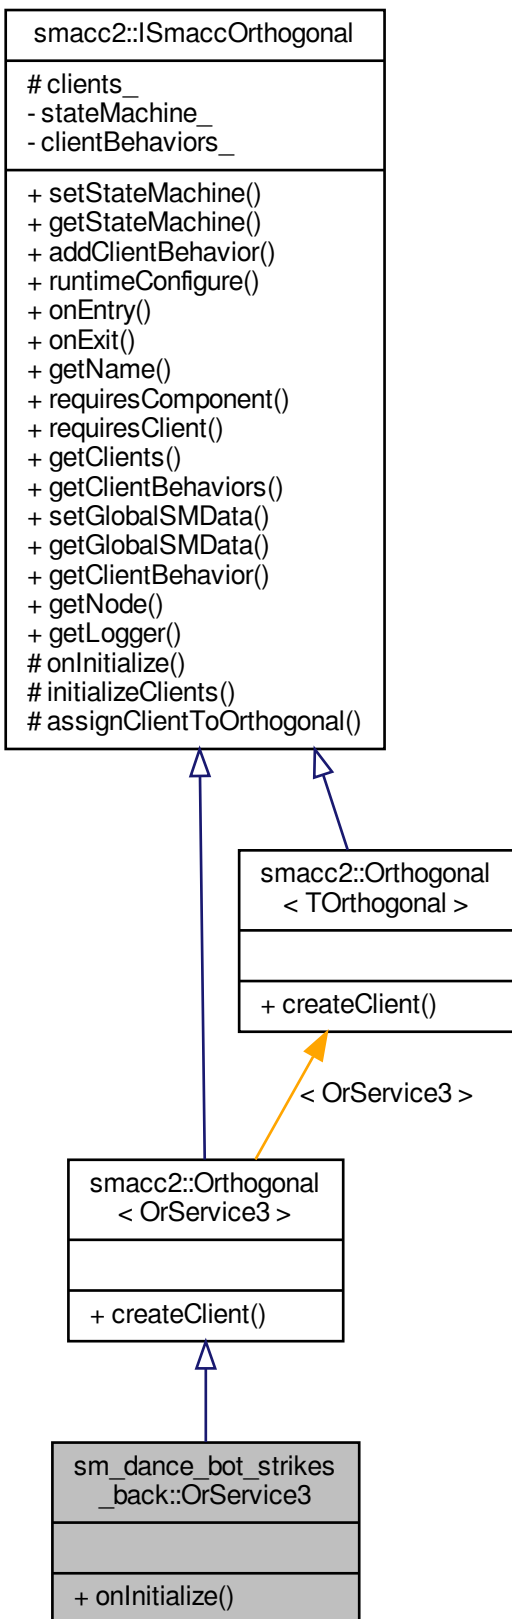 smacc2::ISmaccOrthogonal
# clients_
- stateMachine_
- clientBehaviors_
+ setStateMachine()
+ getStateMachine()
+ addClientBehavior()
+ runtimeConfigure()
+ onEntry()
+ onExit()
+ getName()
+ requiresComponent()
+ requiresClient()
+ getClients()
+ getClientBehaviors()
+ setGlobalSMData()
+ getGlobalSMData()
+ getClientBehavior()
+ getNode()
+ getLogger()
# onInitialize()
# initializeClients()
# assignClientToOrthogonal()
smacc2::Orthogonal
< TOrthogonal >
+ createClient()
< OrService3 >
smacc2::Orthogonal
< OrService3 >
+ createClient()
sm_dance_bot_strikes
_back::OrService3
+ onInitialize()